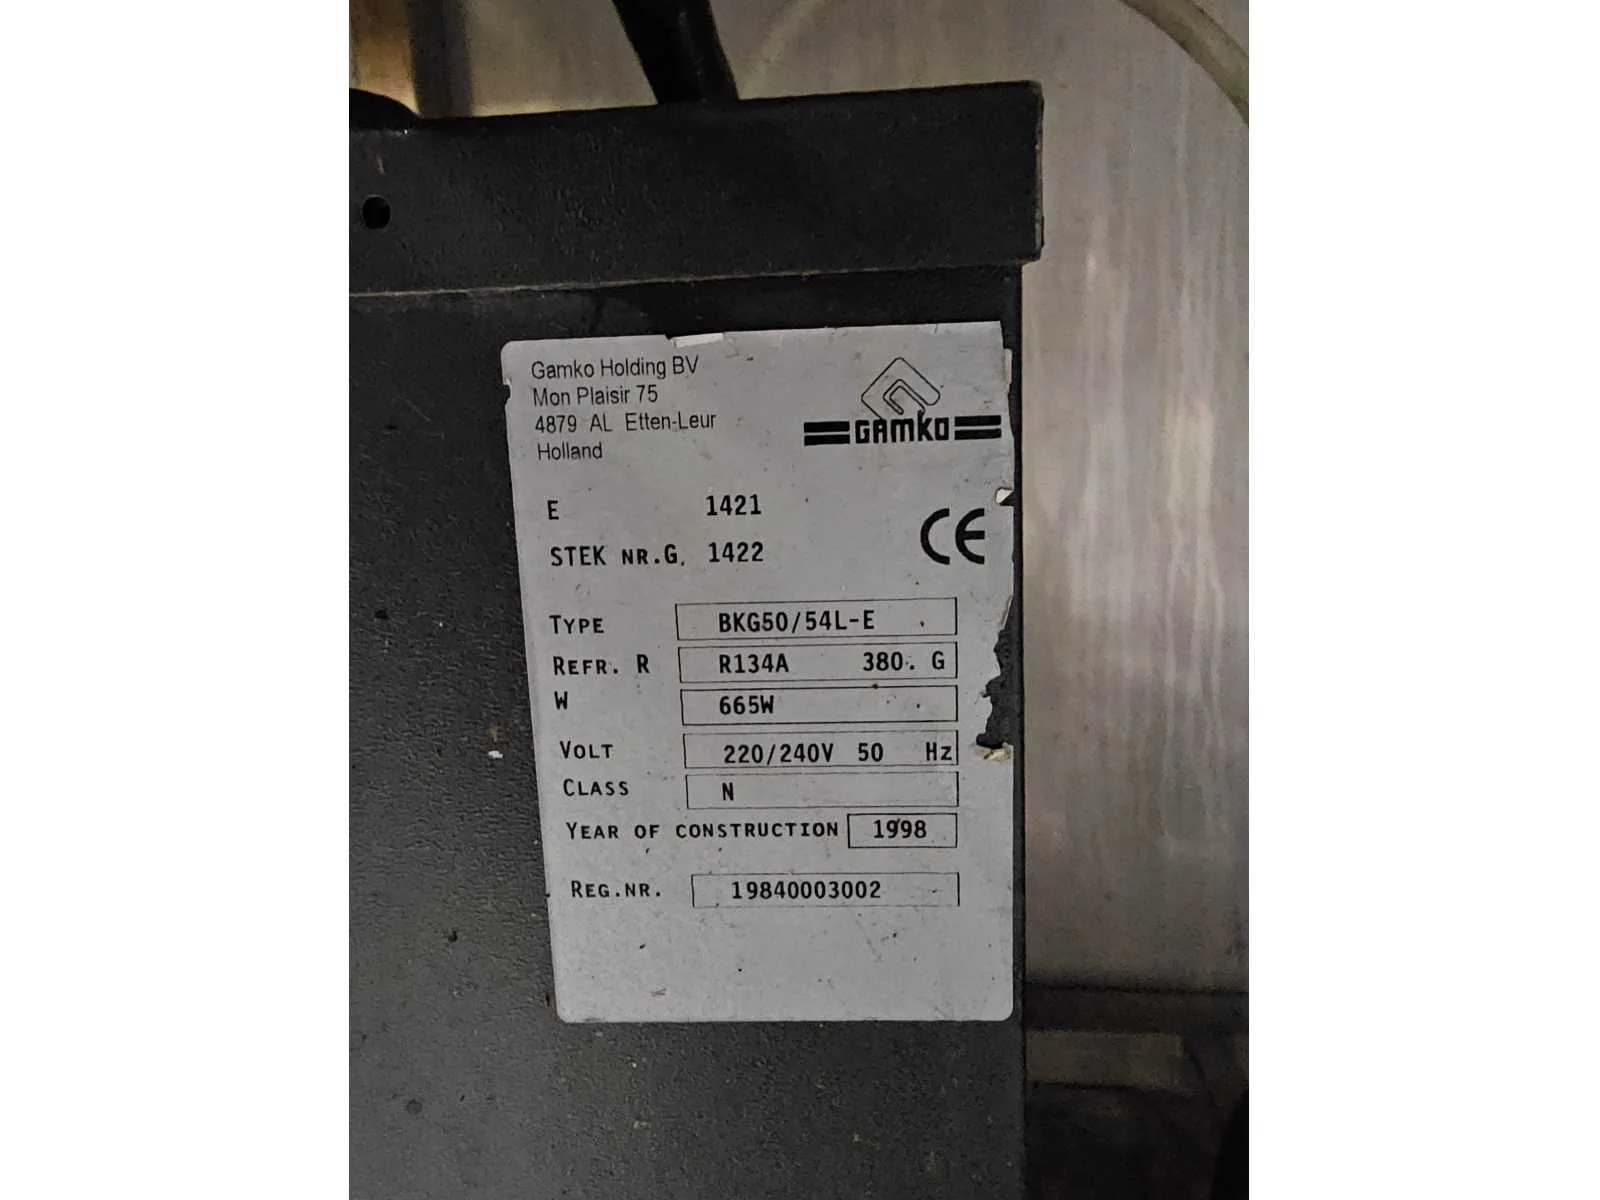 Gamko Holding BV
Mon Plaisir 75
4879 AL Etten-Leur
Holland
GAMKO
E 1421
STEK NR.G. 1422
CE
TYPE BKG50/54L-E
REFR. R R134A 380. G
W 665W
VOLT 220/240V 50 Hz
CLASS N
YEAR OF CONSTRUCTION 1998
REG.NR. 19840003002